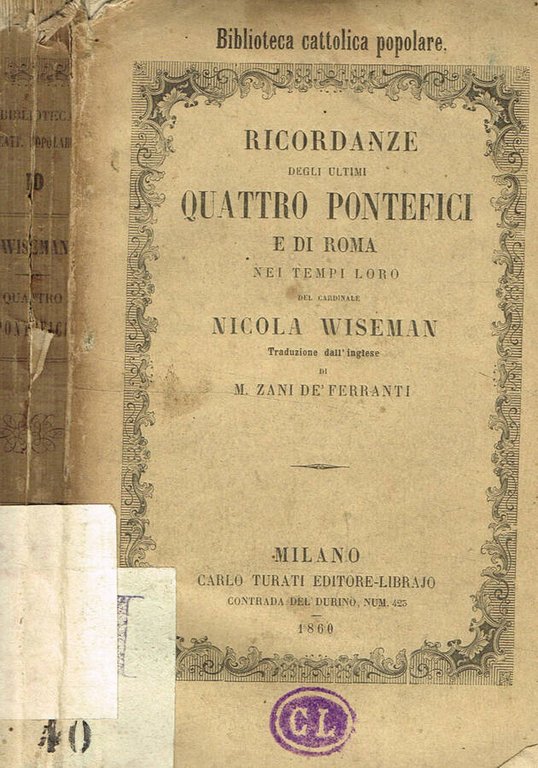 Biblioteca cattolica popolare.
RICORDANZE
DEGLI ULTIMI
QUATTRO PONTEFICI
E DI ROMA
NEI TEMPI LORO
DEL CARDINALE
NICOLA WISEMAN
Traduzione dall'inglese
DI
M. ZANI DE' FERRANTI
MILANO
CARLO TURATI EDITORE-LIBRAJO
CONTRADA DEL DURINO, NUM. 423
1860
CL
BIBLIOTECA
CATT. POPOLARE
10
WISEMAN
QUATTRO
PONTEFICI
40